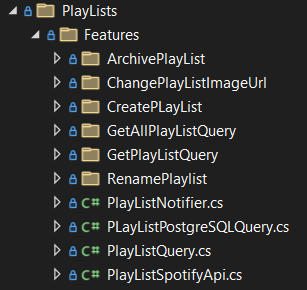 PlayLists
Features
ArchivePlayList
ChangePlayListImageUrl
CreatePLayList
GetAllPlayListQuery
GetPlayListQuery
RenamePlaylist
C# PlayListNotifier.cs
C# PLayListPostgreSQLQuery.cs
C# PlayListQuery.cs
C# PlayListSpotifyApi.cs